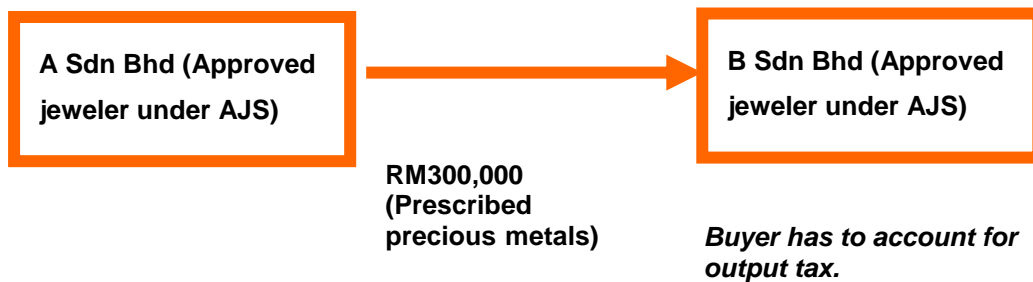 A Sdn Bhd (Approved
jeweler under AJS)
B Sdn Bhd (Approved
jeweler under AJS)
RM300,000
(Prescribed
precious metals)
Buyer has to account for
output tax.